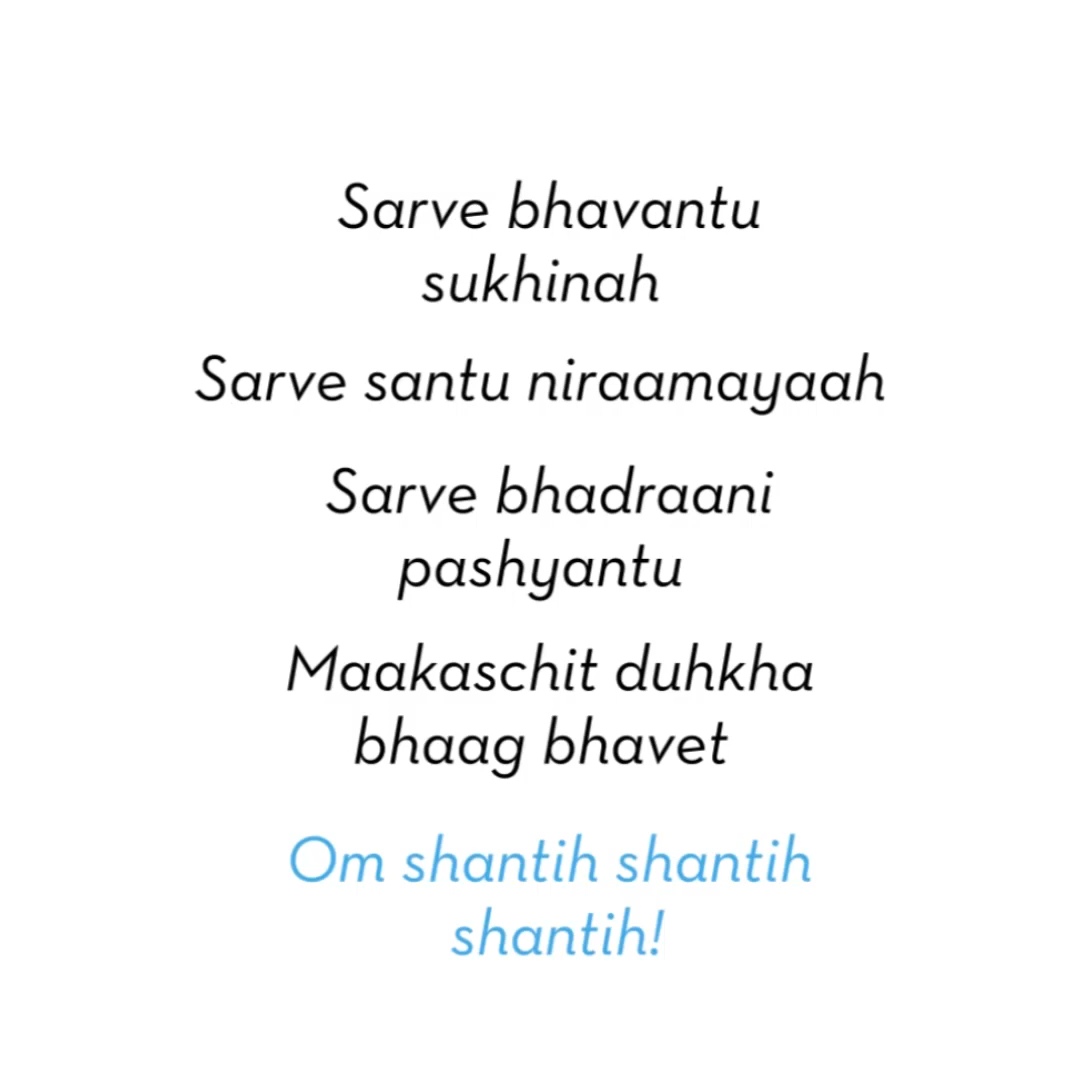 Sarve bhavantu
sukhinah
Sarve santu niraamayaah
Sarve bhadraani
pashyantu
Maakaschit duhkha
bhaag bhavet
Om shantih shantih
shantih!